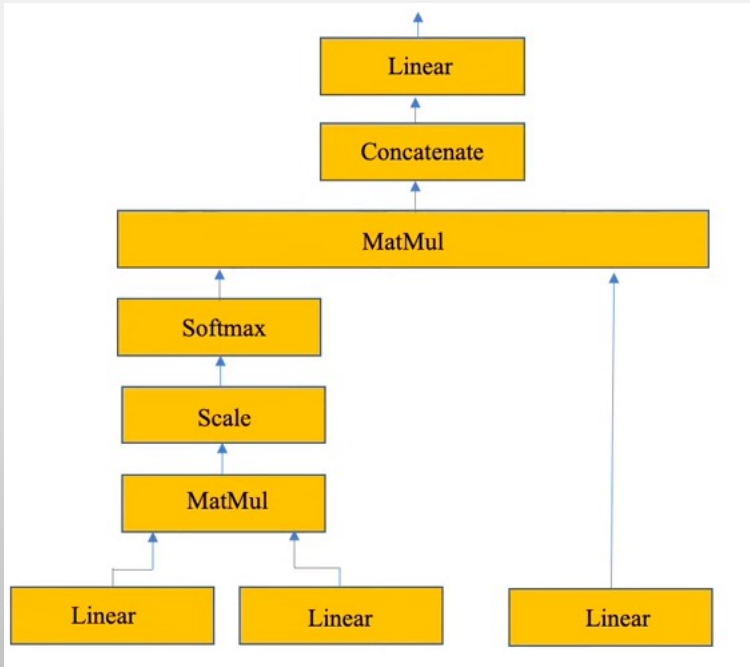 Linear
Concatenate
MatMul
Softmax
Scale
MatMul
Linear
Linear
Linear